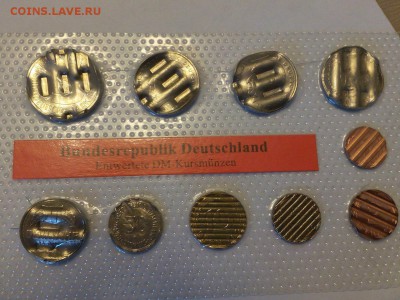 COINS.LAVE.RU
Bundesrepublik Deutschland
Entwertete DM-Kursmünzen